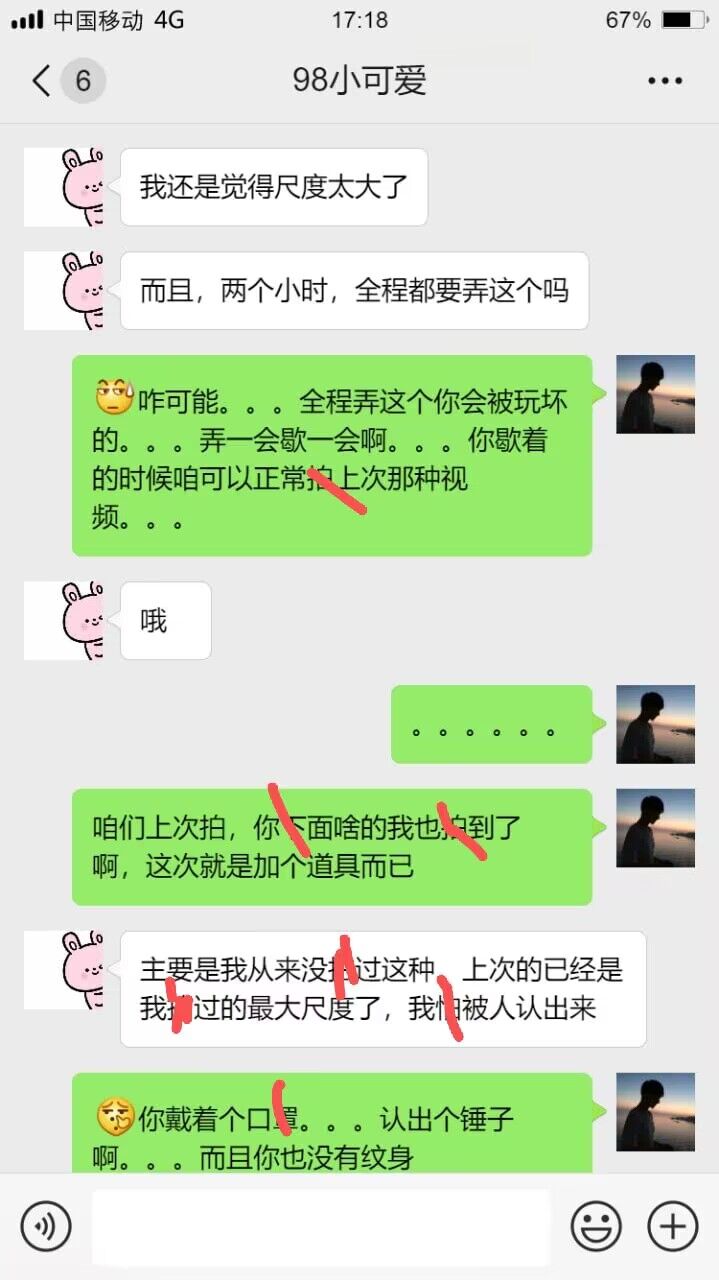 中国移动 4G 17:18 67%
6 98小可爱
我还是觉得尺度太大了
而且，两个小时，全程都要弄这个吗
咋可能。。。全程弄这个你会被玩坏
的。。。弄一会歇一会啊。。。你歇着
的时候咱可以正常拍上次那种视
频。。。
哦
。。。。。。
咱们上次拍，你下面啥的我也拍到了
啊，这次就是加个道具而已
主要是我从来没拍过这种，上次的已经是
我拍过的最大尺度了，我怕被人认出来
你戴着个口罩。。。认出个锤子
啊。。。而且你也没有纹身